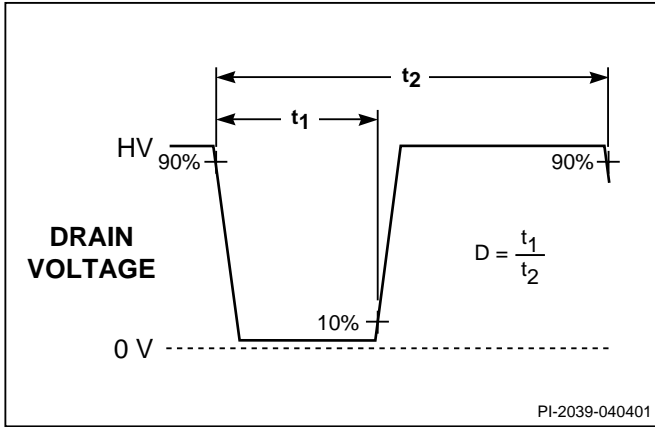 t2
t1
HV
90%
90%
DRAIN
VOLTAGE
D = t1
t2
10%
0 V
PI-2039-040401